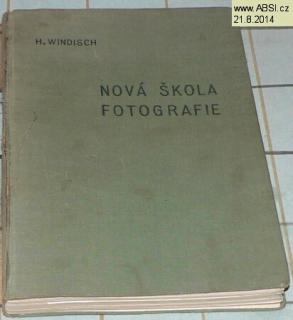 www.ABSI.cz
21.8.2014
H. WINDISCH
NOVÁ ŠKOLA
FOTOGRAFIE